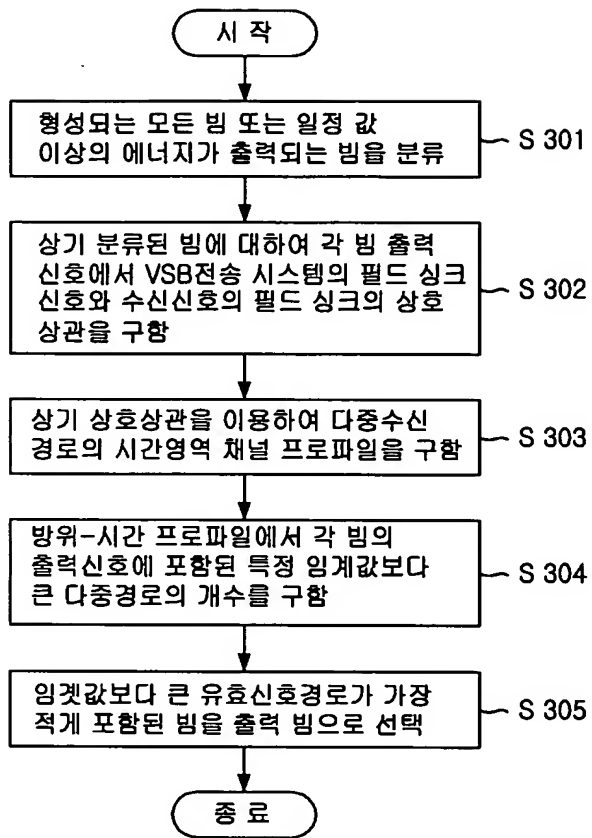 시 작
형성되는 모든 빔 또는 일정 값
이상의 에너지가 출력되는 빔을 분류
S 301
상기 분류된 빔에 대하여 각 빔 출력
신호에서 VSB전송 시스템의 필드 싱크
신호와 수신신호의 필드 싱크의 상호
상관을 구함
S 302
상기 상호상관을 이용하여 다중수신
경로의 시간영역 채널 프로파일을 구함
S 303
방위-시간 프로파일에서 각 빔의
출력신호에 포함된 특정 임계값보다
큰 다중경로의 개수를 구함
S 304
임곗값보다 큰 유효신호경로가 가장
적게 포함된 빔을 출력 빔으로 선택
S 305
종 료